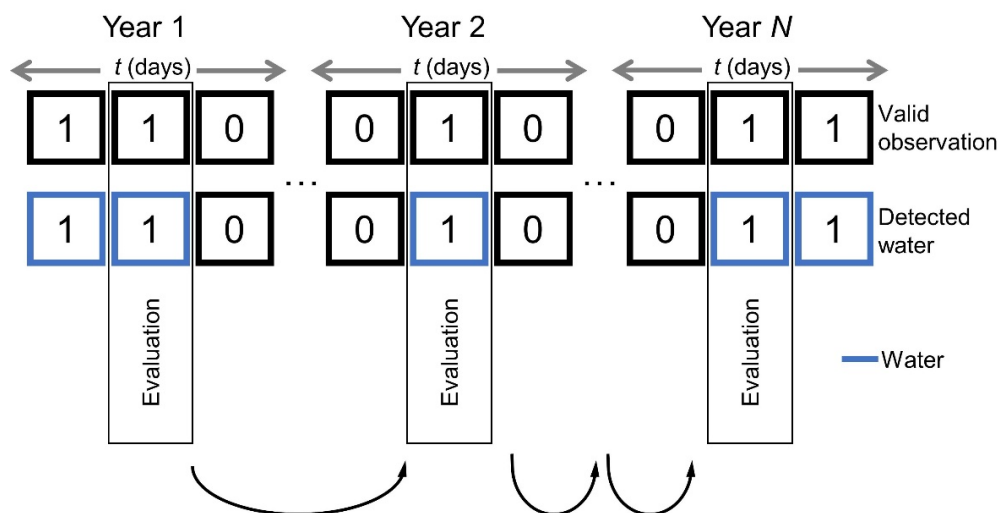 Year 1
Year 2
Year N
t (days)
t (days)
t (days)
1 1 0
0 1 0
0 1 1
Valid
observation
... ...
1 1 0
0 1 0
0 1 1
Detected
water
Evaluation
Evaluation
Evaluation
Water